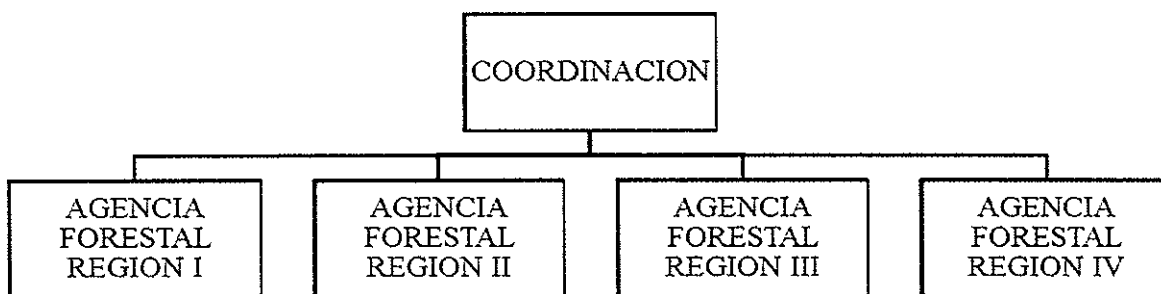 COORDINACION
AGENCIA
FORESTAL
REGION I
AGENCIA
FORESTAL
REGION II
AGENCIA
FORESTAL
REGION III
AGENCIA
FORESTAL
REGION IV